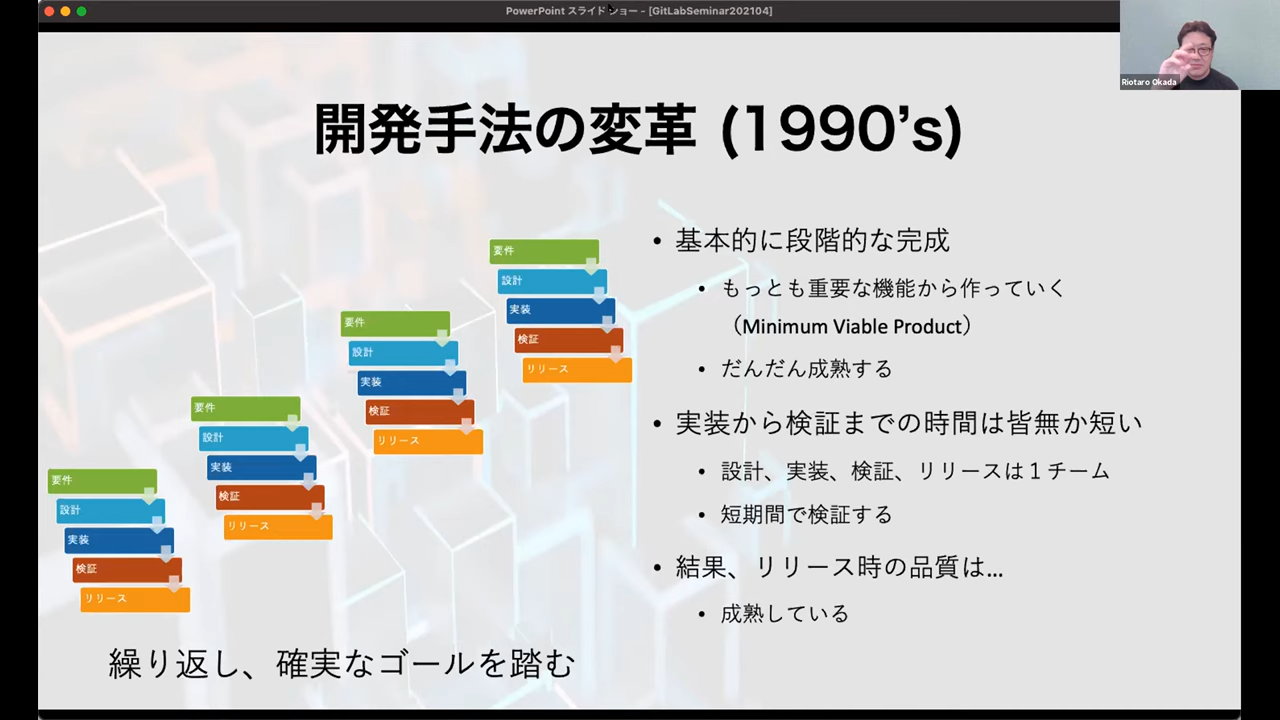 PowerPoint スライド ショー - [GitLabSeminar202104]
Riotaro Okada
開発手法の変革 (1990’s)
要件
設計
実装
検証
リリース
要件
設計
実装
検証
リリース
要件
設計
実装
検証
リリース
要件
設計
実装
検証
リリース
繰り返し、確実なゴールを踏む
• 基本的に段階的な完成
• もっとも重要な機能から作っていく
（Minimum Viable Product）
• だんだん成熟する
• 実装から検証までの時間は皆無か短い
• 設計、実装、検証、リリースは１チーム
• 短期間で検証する
• 結果、リリース時の品質は…
• 成熟している